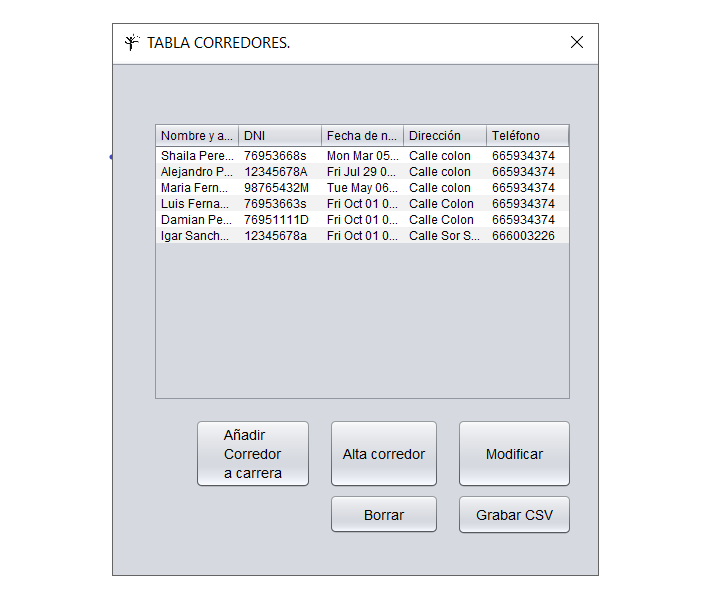 TABLA CORREDORES.
Nombre y a... DNI Fecha de n... Dirección Teléfono
Shaila Pere... 76953668s Mon Mar 05... Calle colon 665934374
Alejandro P... 12345678A Fri Jul 29 0... Calle colon 665934374
Maria Fern... 98765432M Tue May 06... Calle colon 665934374
Luis Ferna... 76953663s Fri Oct 01 0... Calle Colon 665934374
Damian Pe... 76951111D Fri Oct 01 0... Calle Colon 665934374
Igar Sanch... 12345678a Fri Oct 01 0... Calle Sor S... 666003226
Añadir
Corredor
a carrera
Alta corredor
Modificar
Borrar
Grabar CSV